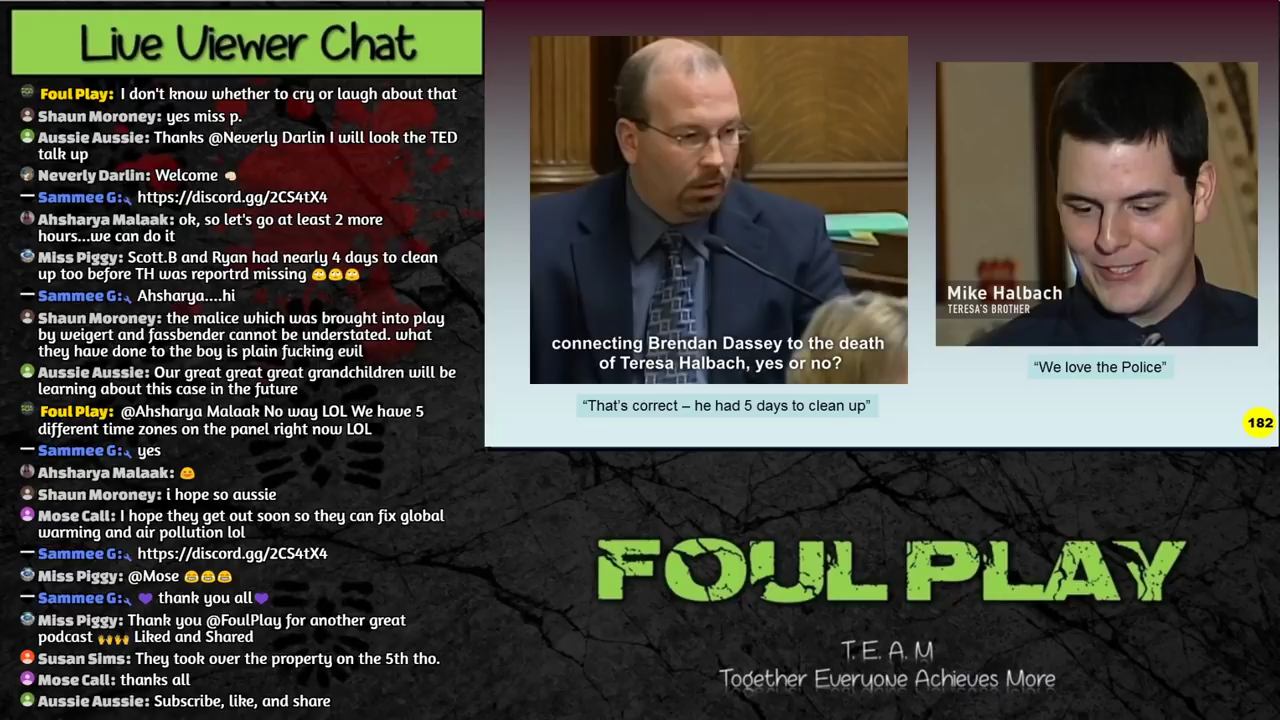 Live Viewer Chat
Foul Play: I don't know whether to cry or laugh about that
Shaun Moroney: yes miss p.
Aussie Aussie: Thanks @Neverly Darlin I will look the TED
talk up
Neverly Darlin: Welcome 👊🏻
Sammee G: https://discord.gg/2CS4tX4
Ahsharya Malaak: ok, so let's go at least 2 more
hours...we can do it
Miss Piggy: Scott.B and Ryan had nearly 4 days to clean
up too before TH was reportrd missing 🙄🙄🙄
Sammee G: Ahsharya....hi
Shaun Moroney: the malice which was brought into play
by weigert and fassbender cannot be understated. what
they have done to the boy is plain fucking evil
Aussie Aussie: Our great great great grandchildren will be
learning about this case in the future
Foul Play: @Ahsharya Malaak No way LOL We have 5
different time zones on the panel right now LOL
Sammee G: yes
Ahsharya Malaak: 😊
Shaun Moroney: i hope so aussie
Mose Call: I hope they get out soon so they can fix global
warming and air pollution lol
Sammee G: https://discord.gg/2CS4tX4
Miss Piggy: @Mose 😂😂😂
Sammee G: 💜 thank you all💜
Miss Piggy: Thank you @FoulPlay for another great
podcast 🙌🙌 Liked and Shared
Susan Sims: They took over the property on the 5th tho.
Mose Call: thanks all
Aussie Aussie: Subscribe, like, and share
connecting Brendan Dassey to the death
of Teresa Halbach, yes or no?
"That's correct – he had 5 days to clean up"
Mike Halbach
TERESA'S BROTHER
"We love the Police"
182
FOUL PLAY
T. E. A. M
Together Everyone Achieves More